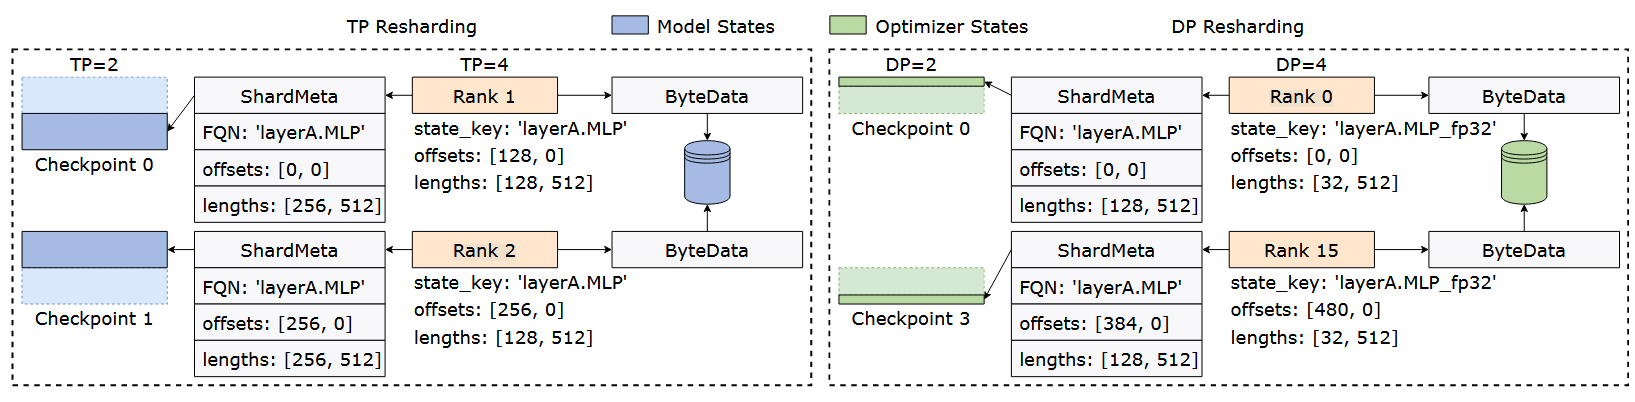 TP Resharding
Model States
Optimizer States
DP Resharding
TP=2
TP=4
ShardMeta
Rank 1
ByteData
FQN: 'layerA.MLP'
state_key: 'layerA.MLP'
offsets: [128, 0]
lengths: [128, 512]
Checkpoint 0
offsets: [0, 0]
lengths: [256, 512]
ShardMeta
Rank 2
ByteData
FQN: 'layerA.MLP'
state_key: 'layerA.MLP'
offsets: [256, 0]
lengths: [128, 512]
Checkpoint 1
offsets: [256, 0]
lengths: [256, 512]
DP=2
DP=4
ShardMeta
Rank 0
ByteData
Checkpoint 0
FQN: 'layerA.MLP'
state_key: 'layerA.MLP_fp32'
offsets: [0, 0]
lengths: [32, 512]
offsets: [0, 0]
lengths: [128, 512]
ShardMeta
Rank 15
ByteData
FQN: 'layerA.MLP'
state_key: 'layerA.MLP_fp32'
offsets: [480, 0]
lengths: [32, 512]
Checkpoint 3
offsets: [384, 0]
lengths: [128, 512]